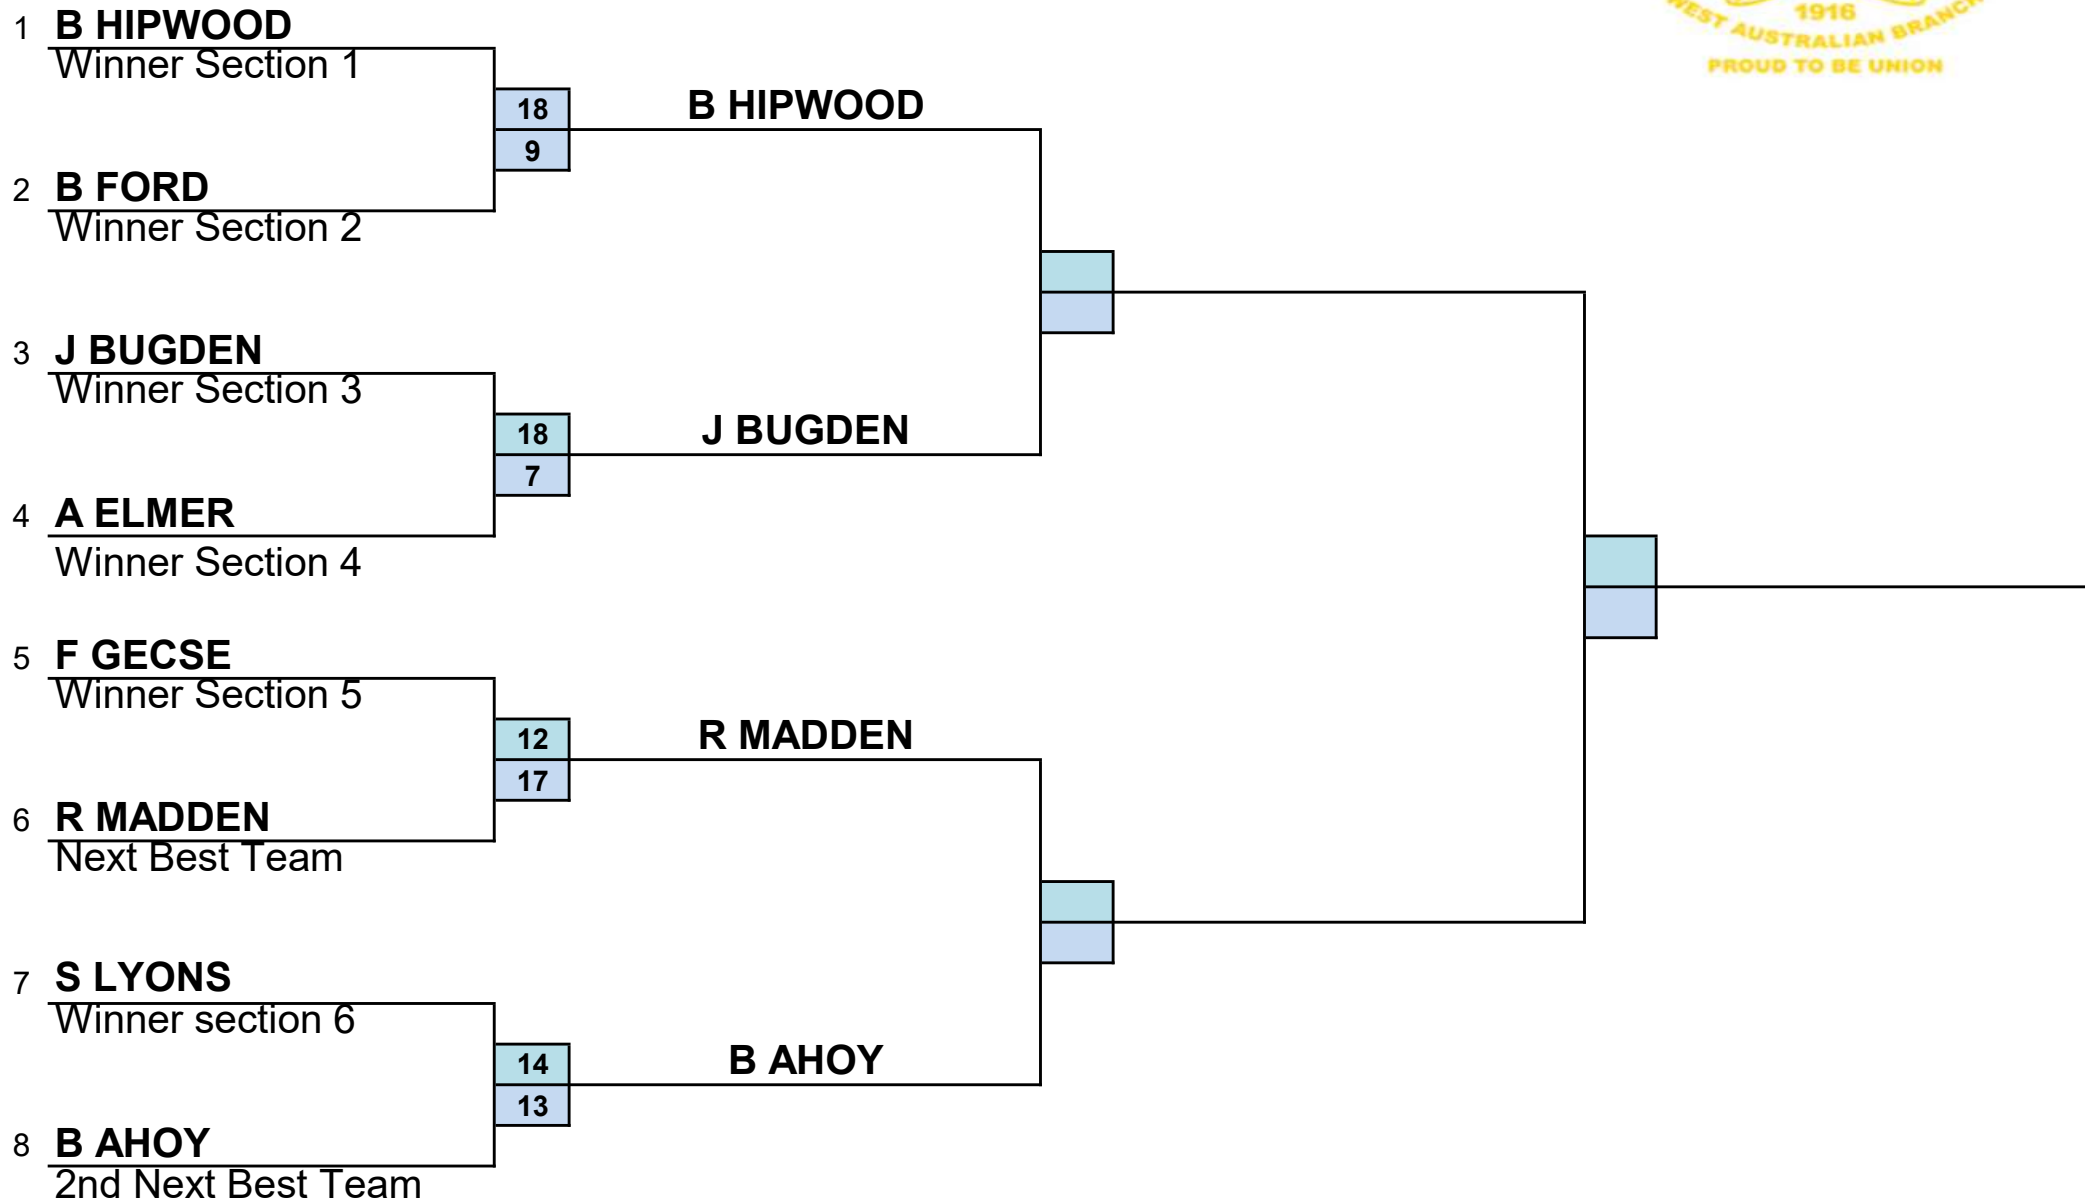 1 B HIPWOOD
Winner Section 1
18
9
B HIPWOOD
2 B FORD
Winner Section 2
3 J BUGDEN
Winner Section 3
18
7
J BUGDEN
4 A ELMER
Winner Section 4
5 F GECSE
Winner Section 5
12
17
R MADDEN
6 R MADDEN
Next Best Team
7 S LYONS
Winner section 6
14
13
B AHOY
8 B AHOY
2nd Next Best Team
1916
WEST AUSTRALIAN BRANCH
PROUD TO BE UNION